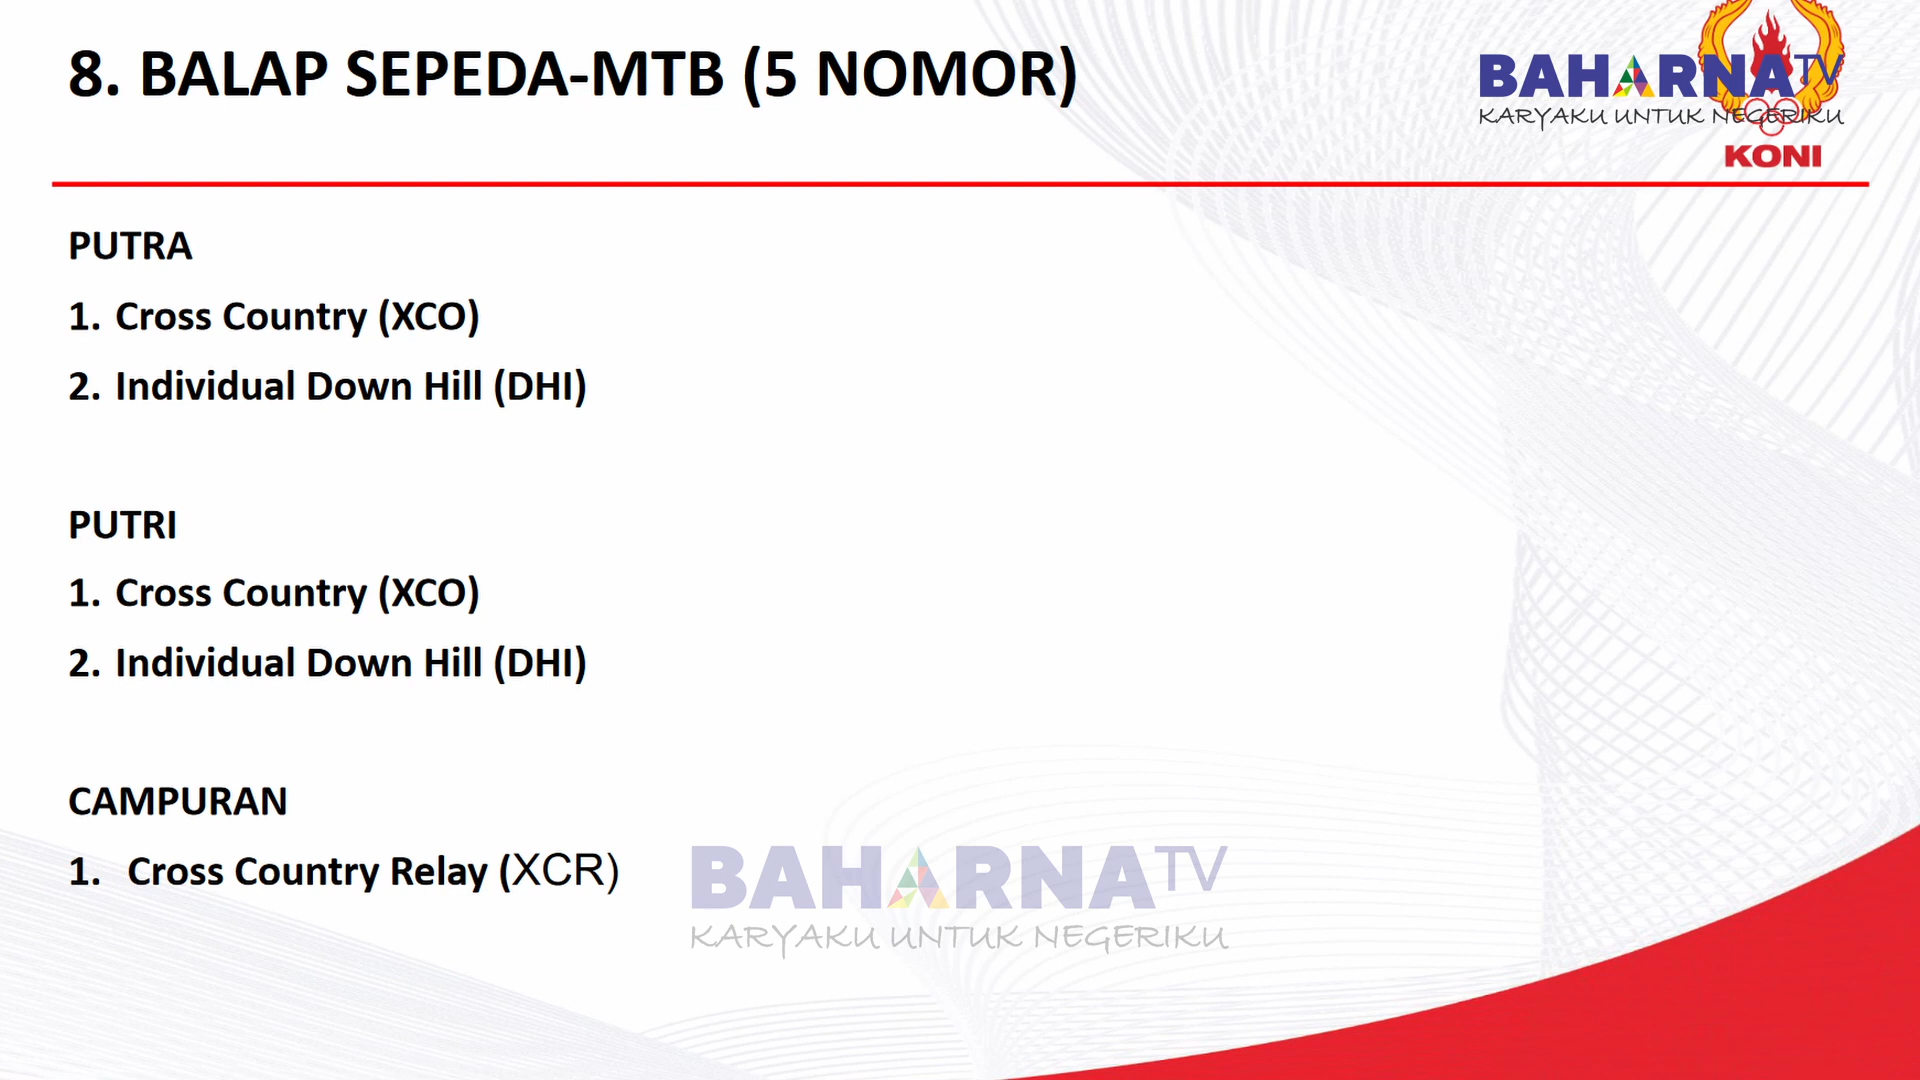 8. BALAP SEPEDA-MTB (5 NOMOR)
BAHARNATV
KARYAKU UNTUK NEGERIKU
KONI
PUTRA
1. Cross Country (XCO)
2. Individual Down Hill (DHI)
PUTRI
1. Cross Country (XCO)
2. Individual Down Hill (DHI)
CAMPURAN
1. Cross Country Relay (XCR)
BAHARNATV
KARYAKU UNTUK NEGERIKU